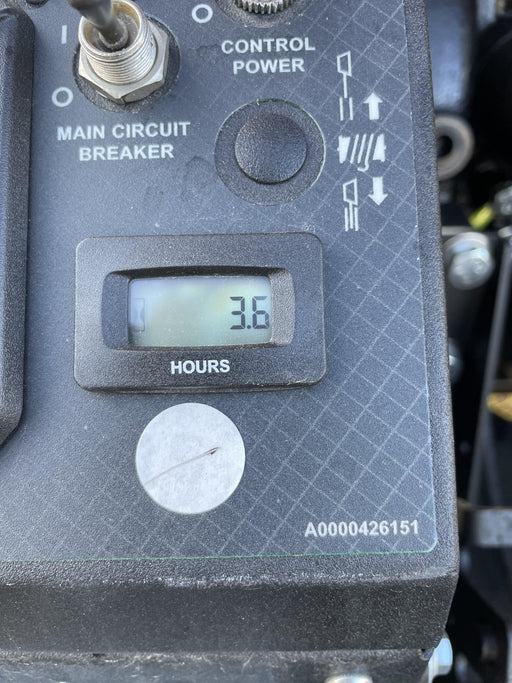 I
O
O
CONTROL
POWER
MAIN CIRCUIT
BREAKER
3.6
HOURS
A0000426151